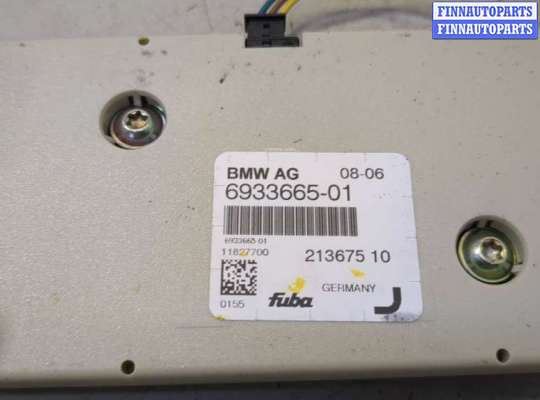 FINNAUTOPARTS
FINNAUTOPARTS
BMW AG 08-06
6933665-01
6933665 01
11827700
213675 10
0155 fuba GERMANY J